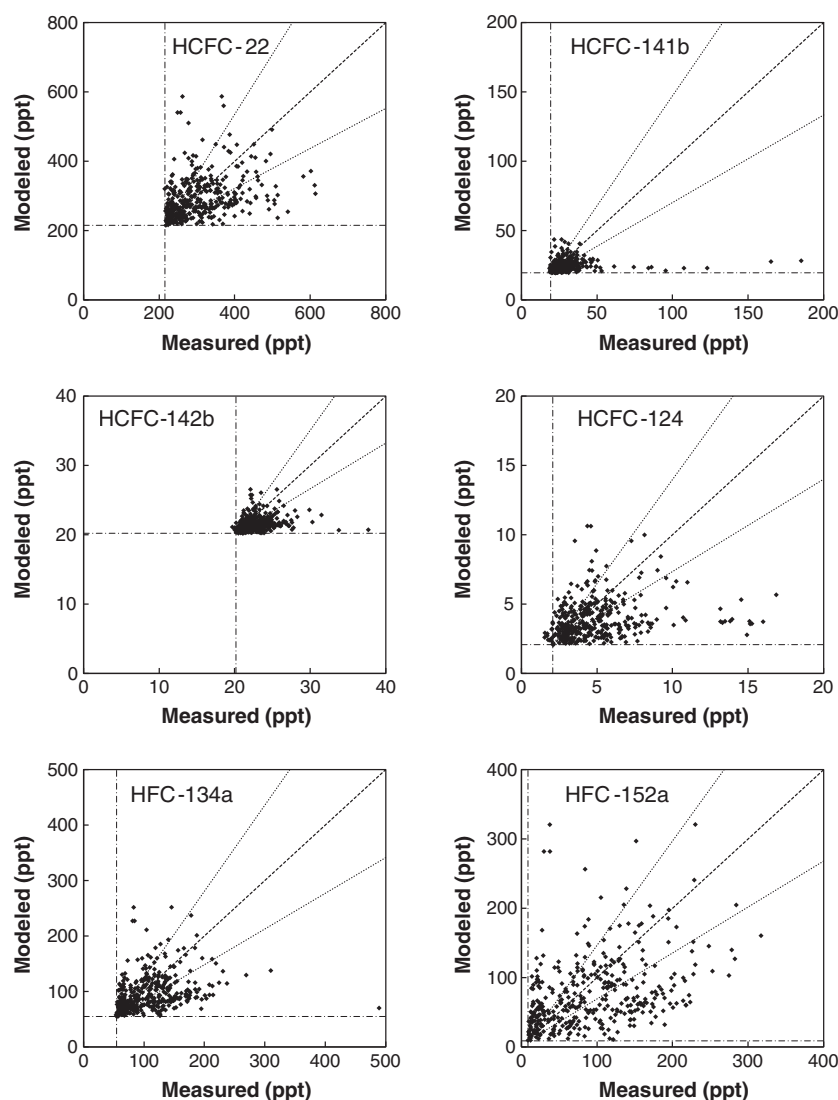 800
HCFC-22
600
400
200
0
Modeled (ppt)
0 200 400 600 800
Measured (ppt)
200
HCFC-141b
150
100
50
0
Modeled (ppt)
0 50 100 150 200
Measured (ppt)
40
HCFC-142b
30
20
10
0
Modeled (ppt)
0 10 20 30 40
Measured (ppt)
20
HCFC-124
15
10
5
0
Modeled (ppt)
0 5 10 15 20
Measured (ppt)
500
HFC-134a
400
300
200
100
0
Modeled (ppt)
0 100 200 300 400 500
Measured (ppt)
400
HFC-152a
300
200
100
0
Modeled (ppt)
0 100 200 300 400
Measured (ppt)